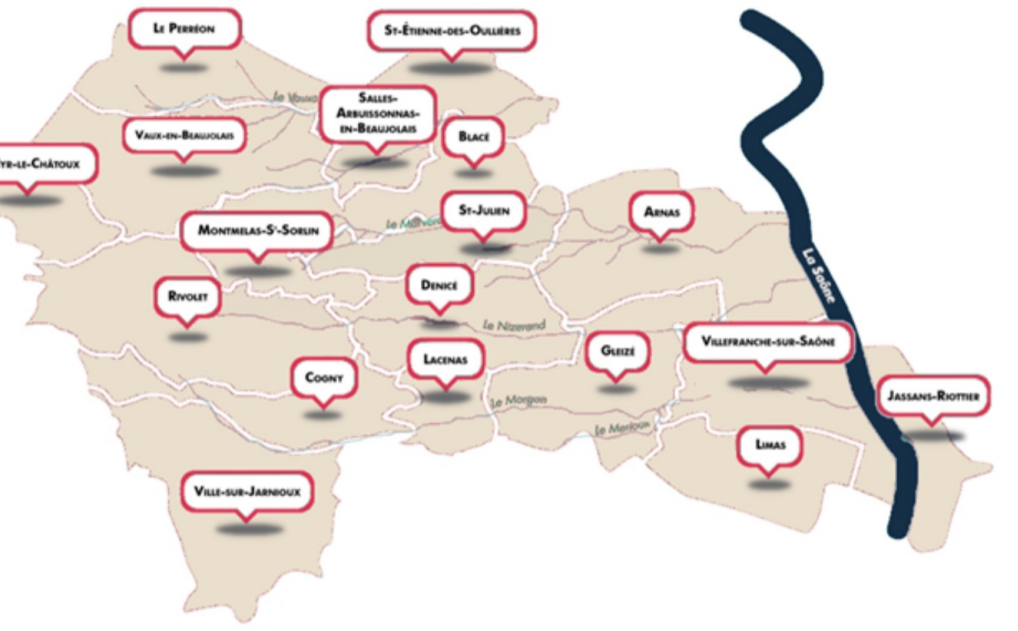 Le Perréon
St-Étienne-des-Oullières
Le Vauxo
Salles-
Arbuissonnas-
en-Beaujolais
Vaux-en-Beaujolais
Blacé
yr-le-Châtoux
St-Julien
Arnas
Le Marverand
Montmelas-St-Sorlin
La Saône
Denicé
Rivolet
Le Nizerand
Villefranche-sur-Saône
Gleizé
Lacenas
Cogny
Jassans-Riottier
Le Morgon
Le Merloux
Limas
Ville-sur-Jarnioux